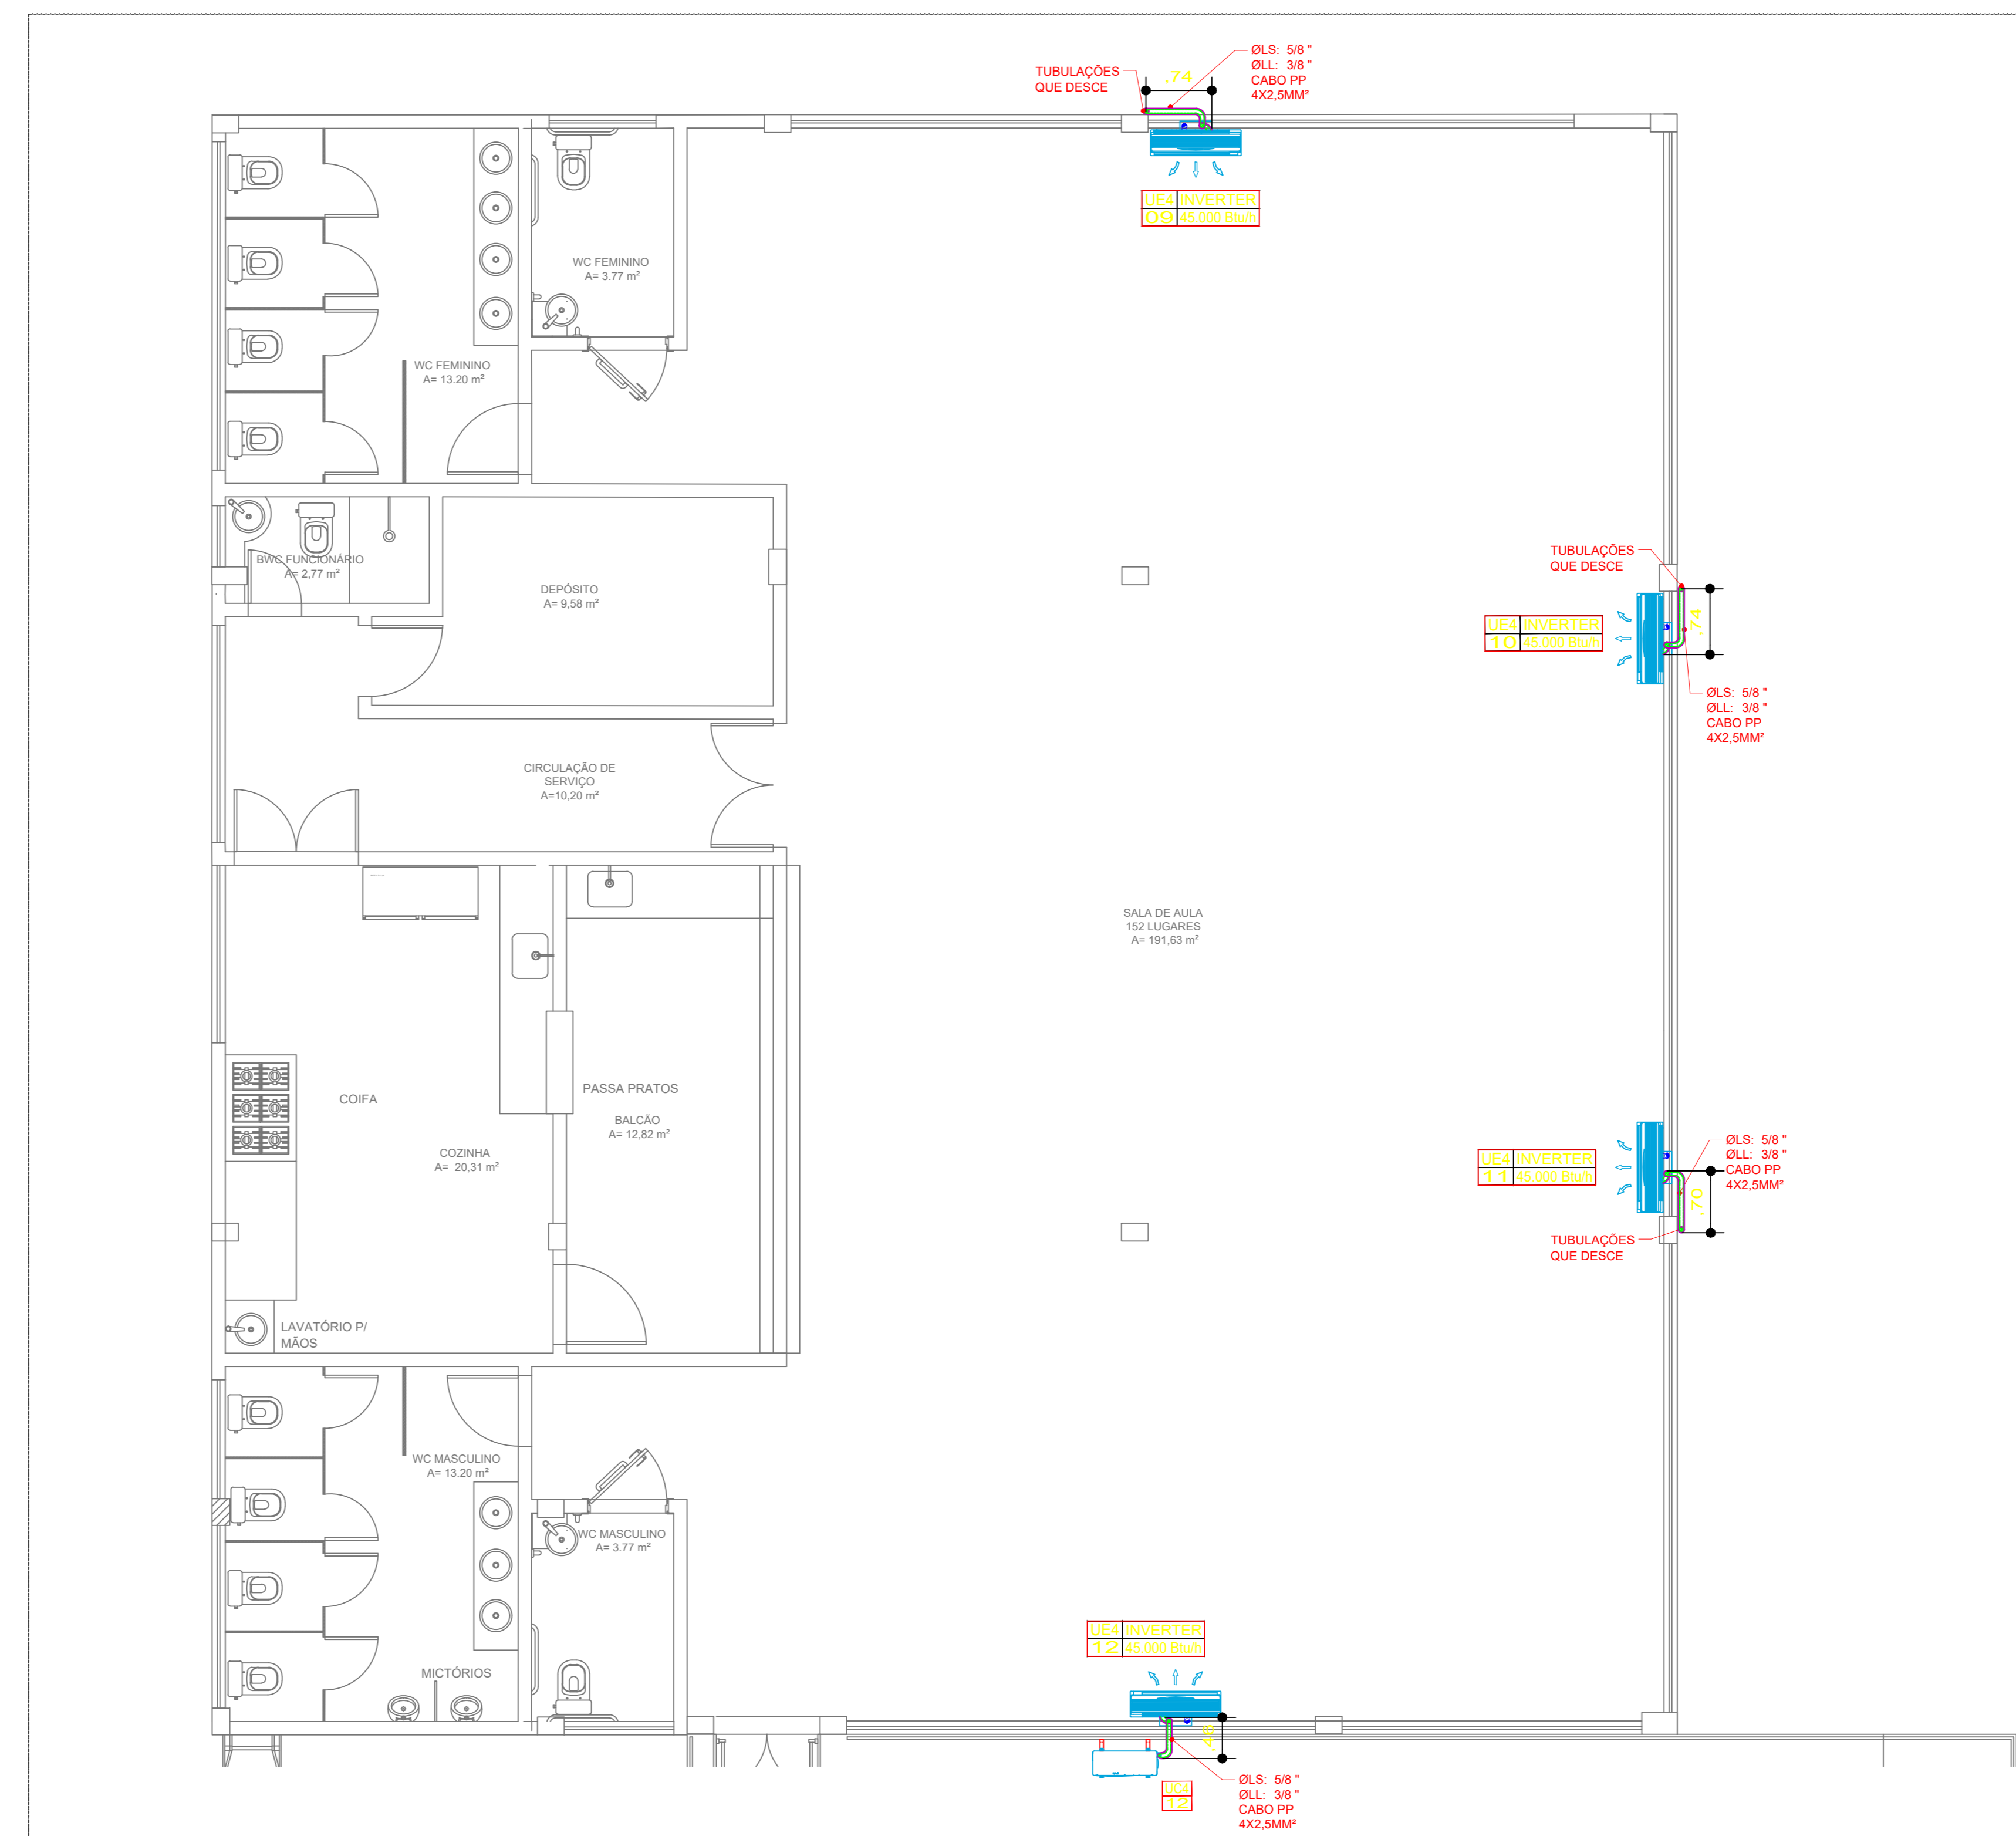 ØLS: 5/8 "
ØLL: 3/8 "
CABO PP
4X2,5MM²
TUBULAÇÕES
QUE DESCE
,74
UE4 INVERTER
09 45.000 Btu/h
WC FEMININO
A= 3.77 m²
WC FEMININO
A= 13.20 m²
BWC FUNCIONÁRIO
A= 2,77 m²
DEPÓSITO
A= 9,58 m²
TUBULAÇÕES
QUE DESCE
UE4 INVERTER
10 45.000 Btu/h
,74
ØLS: 5/8 "
ØLL: 3/8 "
CABO PP
4X2,5MM²
CIRCULAÇÃO DE
SERVIÇO
A=10,20 m²
SALA DE AULA
152 LUGARES
A= 191,63 m²
COIFA
PASSA PRATOS
BALCÃO
A= 12,82 m²
COZINHA
A= 20,31 m²
UE4 INVERTER
11 45.000 Btu/h
ØLS: 5/8 "
ØLL: 3/8 "
CABO PP
4X2,5MM²
,70
TUBULAÇÕES
QUE DESCE
LAVATÓRIO P/
MÃOS
WC MASCULINO
A= 13.20 m²
WC MASCULINO
A= 3.77 m²
MICTÓRIOS
UE4 INVERTER
12 45.000 Btu/h
UC4
12
ØLS: 5/8 "
ØLL: 3/8 "
CABO PP
4X2,5MM²